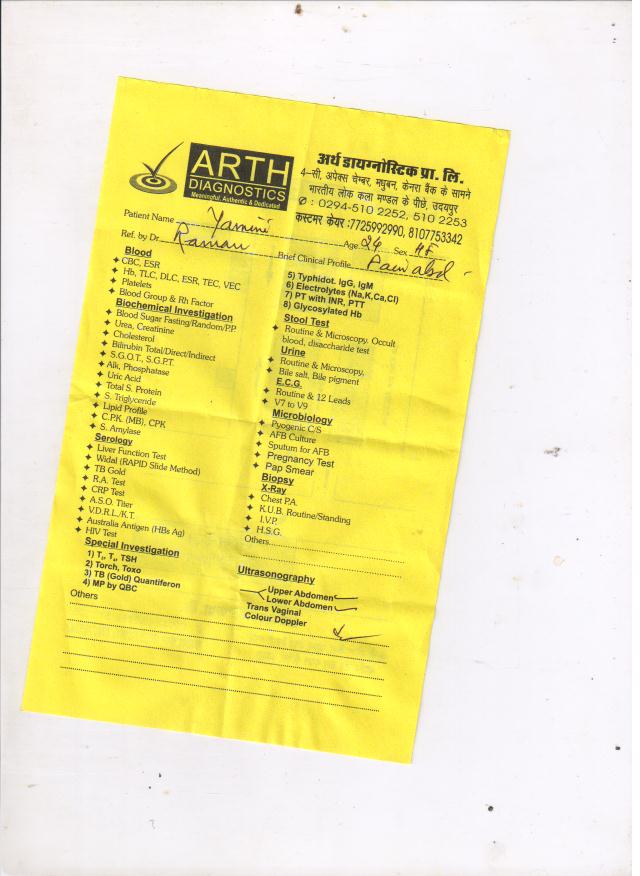 ARTH
DIAGNOSTICS
Meaningful, Authentic & Dedicated
अर्थ डायग्नोस्टिक प्रा. लि.
4–सी, अपेक्स चेम्बर, मधुबन, केनरा बैंक के सामने
भारतीय लोक कला मण्डल के पीछे, उदयपुर
✆ : 0294-510 2252, 510 2253
कस्टमर केयर :7725992990, 8107753342
Patient Name Yamini Age 24 Sex F
Ref. by Dr. Raman Brief Clinical Profile Pain abd
Blood
CBC, ESR
Hb, TLC, DLC, ESR, TEC, VEC
Platelets
Blood Group & Rh Factor
Biochemical Investigation
Blood Sugar Fasting/Random/P.P.
Urea, Creatinine
Cholesterol
Bilirubin Total/Direct/Indirect
S.G.O.T., S.G.P.T.
Alk, Phosphatase
Uric Acid
Total S. Protein
S. Triglyceride
Lipid Profile
C.P.K. (MB), CPK
S. Amylase
Serology
Liver Function Test
Widal (RAPID Slide Method)
TB Gold
R.A. Test
CRP Test
A.S.O. Titer
V.D.R.L./K.T.
Australia Antigen (HBs Ag)
HIV Test
Special Investigation
1) T₃, T₄, TSH
2) Torch, Toxo
3) TB (Gold) Quantiferon
4) MP by QBC
Others
5) Typhidot. IgG, IgM
6) Electrolytes (Na,K,Ca,Cl)
7) PT with INR, PTT
8) Glycosylated Hb
Stool Test
Routine & Microscopy, Occult
blood, disaccharide test
Urine
Routine & Microscopy,
Bile salt, Bile pigment
E.C.G.
Routine & 12 Leads
V7 to V9
Microbiology
Pyogenic C/S
AFB Culture
Sputum for AFB
Pregnancy Test
Pap Smear
Biopsy
X-Ray
Chest P.A.
K.U.B. Routine/Standing
I.V.P.
H.S.G.
Others
Ultrasonography
Upper Abdomen
Lower Abdomen
Trans Vaginal
Colour Doppler